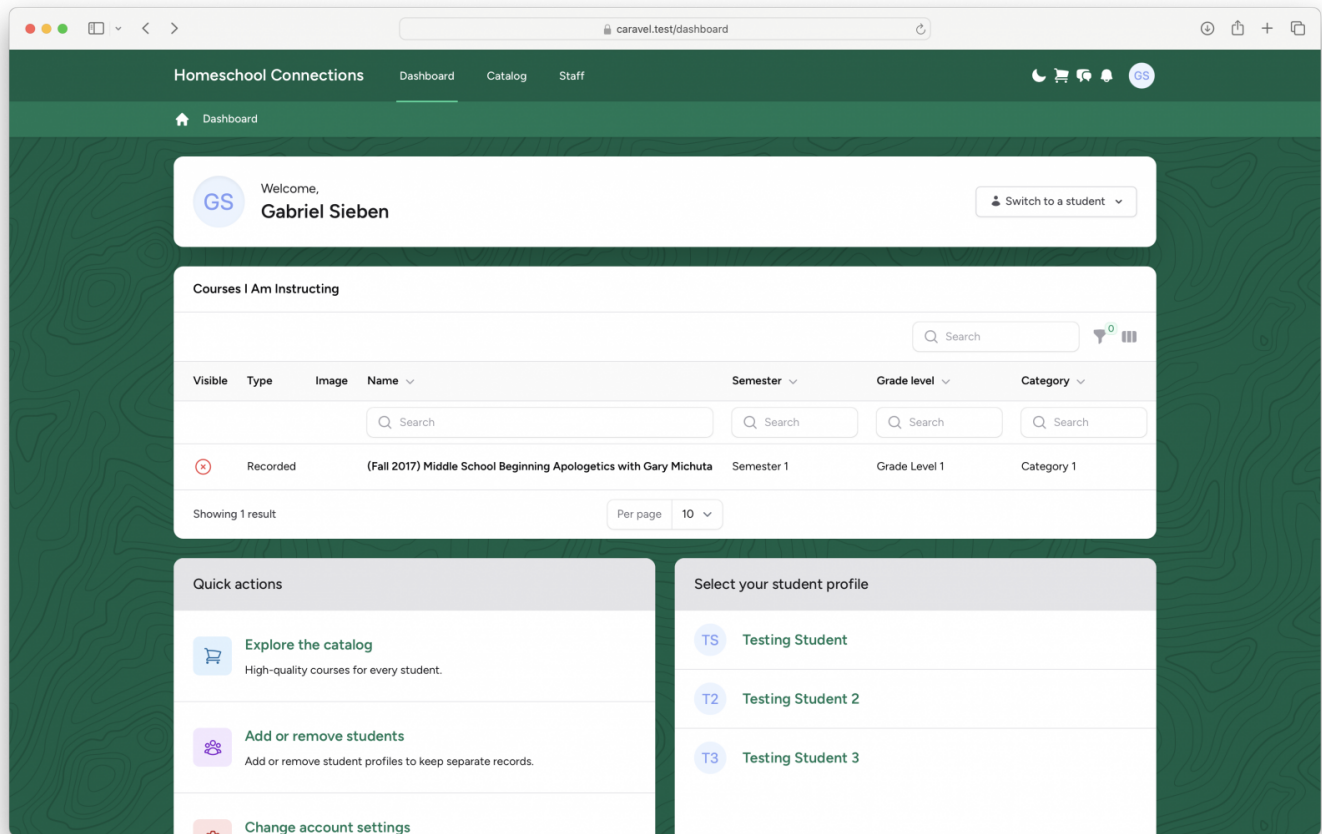 caravel.test/dashboard
Homeschool Connections Dashboard Catalog Staff GS
Dashboard
GS
Welcome,
Gabriel Sieben
Switch to a student
Courses I Am Instructing
Search 0
Visible Type Image Name Semester Grade level Category
Search Search Search Search
Recorded (Fall 2017) Middle School Beginning Apologetics with Gary Michuta Semester 1 Grade Level 1 Category 1
Showing 1 result Per page 10
Quick actions
Explore the catalog
High-quality courses for every student.
Add or remove students
Add or remove student profiles to keep separate records.
Change account settings
Select your student profile
TS Testing Student
T2 Testing Student 2
T3 Testing Student 3